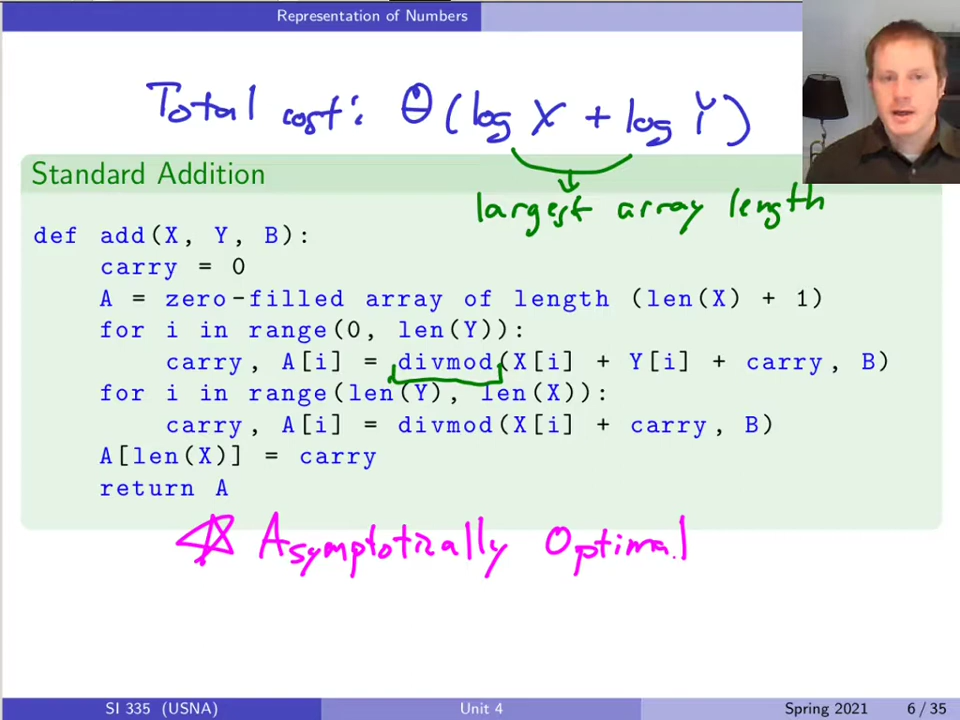 Representation of Numbers
Total cost: Θ(log X + log Y)
largest array length
Standard Addition
def add(X, Y, B):
carry = 0
A = zero-filled array of length (len(X) + 1)
for i in range(0, len(Y)):
carry, A[i] = divmod(X[i] + Y[i] + carry, B)
for i in range(len(Y), len(X)):
carry, A[i] = divmod(X[i] + carry, B)
A[len(X)] = carry
return A
Asymptotically Optimal
SI 335 (USNA) Unit 4 Spring 2021 6 / 35